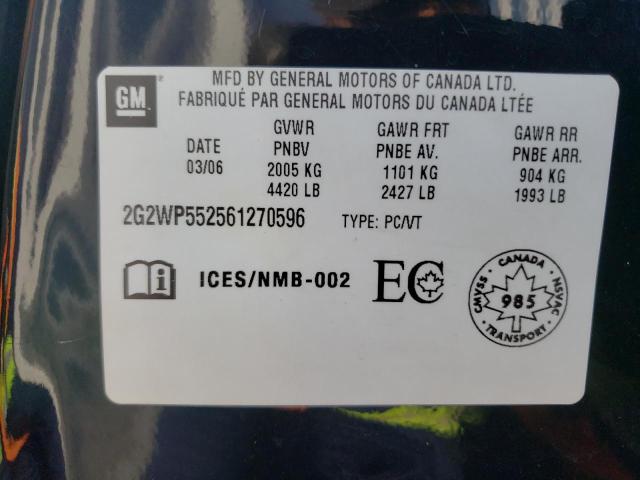 GM ®
MFD BY GENERAL MOTORS OF CANADA LTD.
FABRIQUÉ PAR GENERAL MOTORS DU CANADA LTÉE
GVWR GAWR FRT GAWR RR
DATE PNBV PNBE AV. PNBE ARR.
03/06 2005 KG 1101 KG 904 KG
4420 LB 2427 LB 1993 LB
2G2WP552561270596 TYPE: PC/VT
i ICES/NMB-002 EC
CANADA
CMVSS 985 NSVAC
TRANSPORT